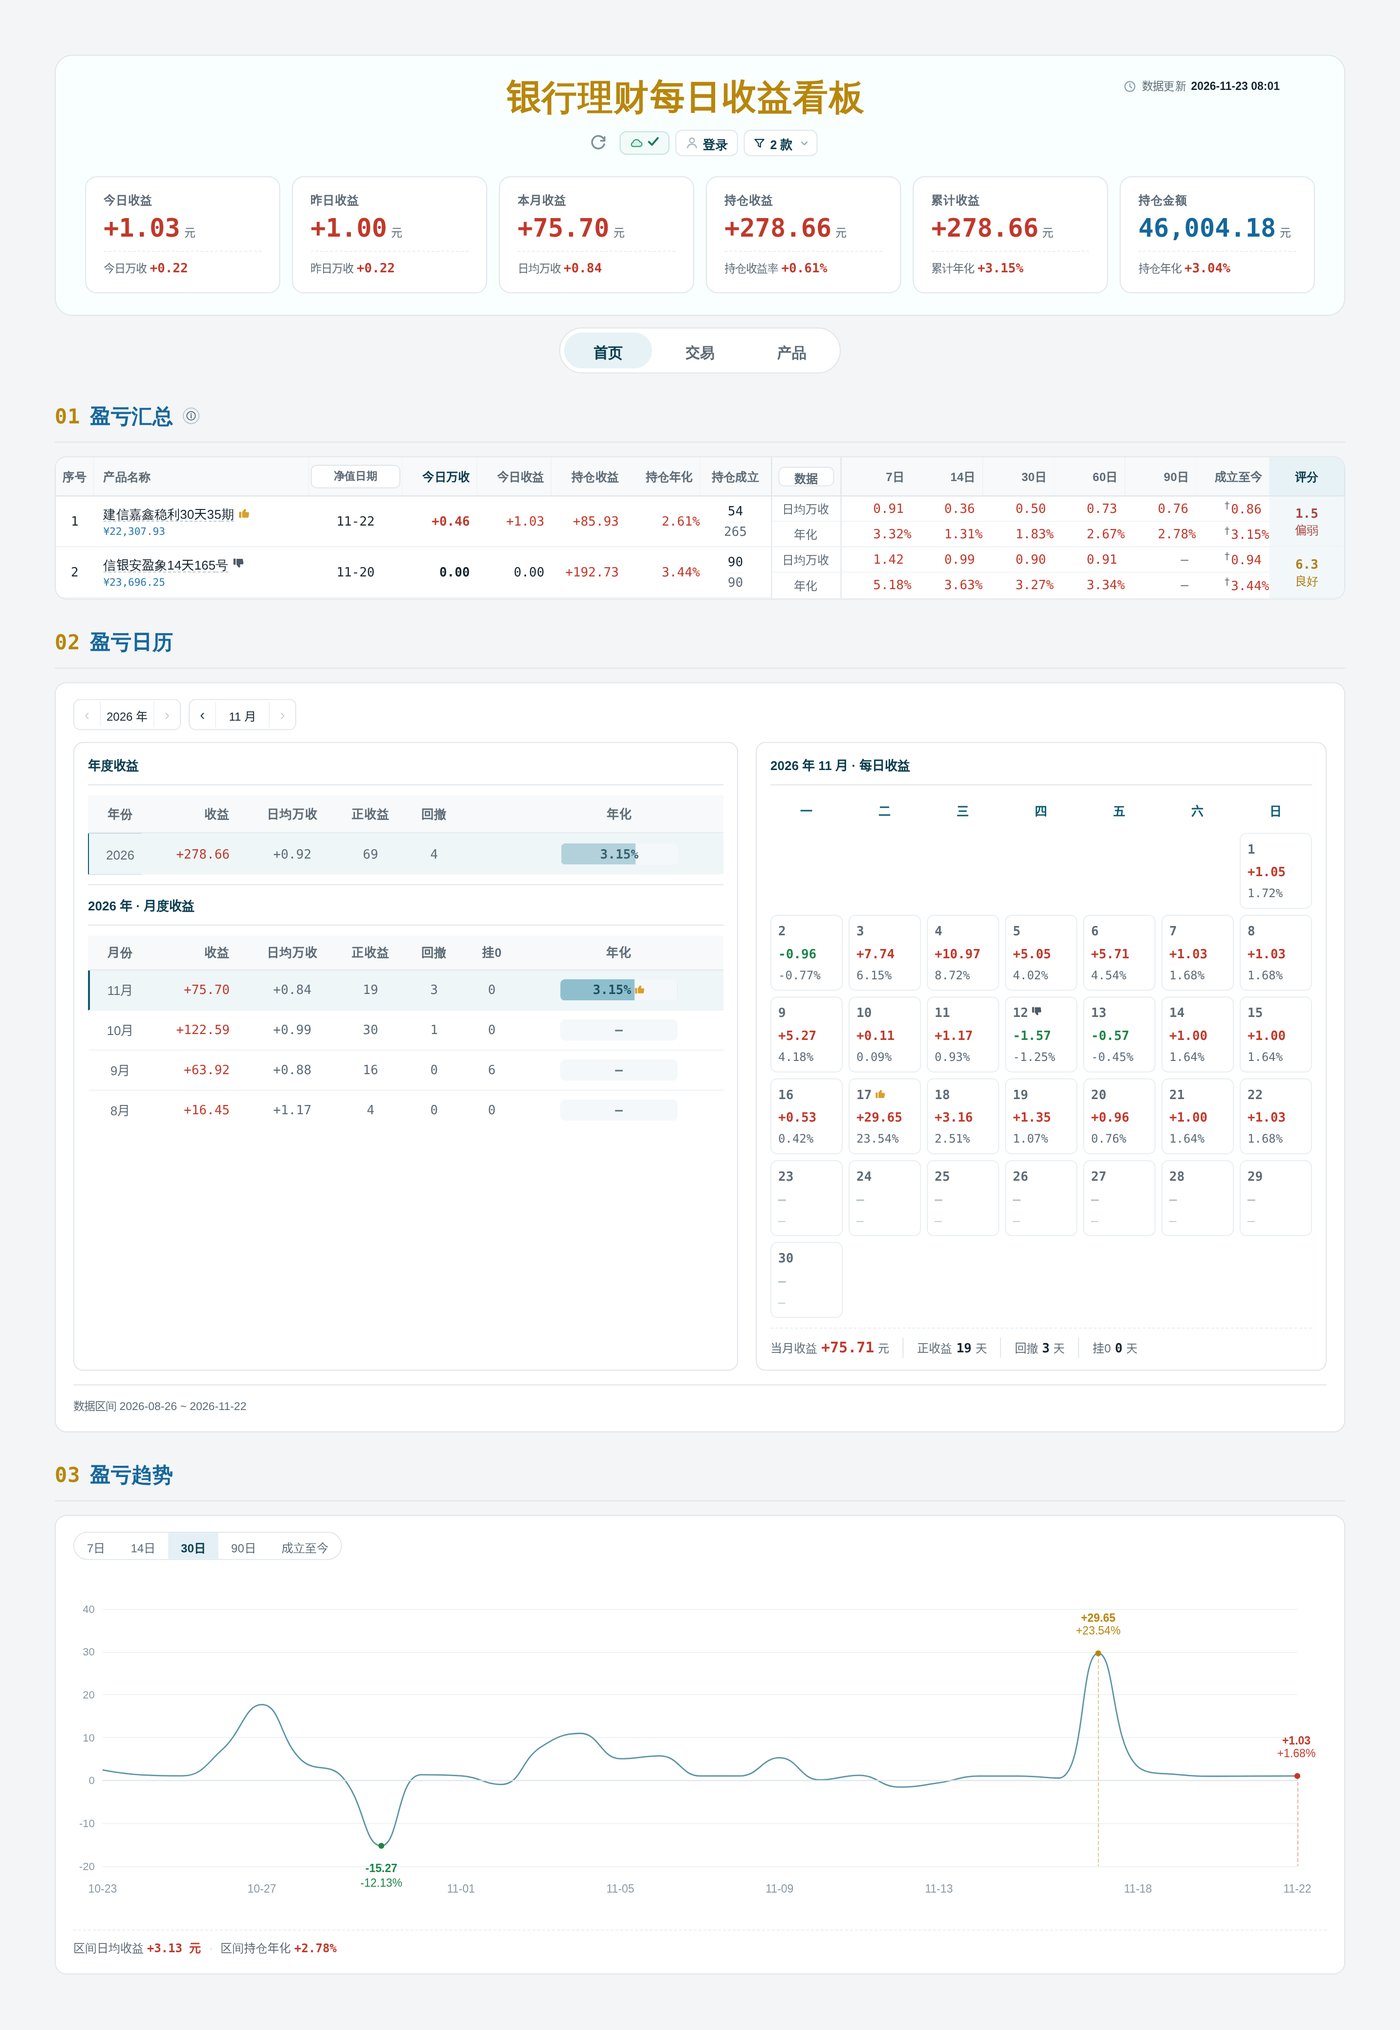 银行理财每日收益看板
数据更新 2026-11-23 08:01
登录 2 款
今日收益 昨日收益 本月收益 持仓收益 累计收益 持仓金额
+1.03 元 +1.00 元 +75.70 元 +278.66 元 +278.66 元 46,004.18 元
今日万收 +0.22 昨日万收 +0.22 日均万收 +0.84 持仓收益率 +0.61% 累计年化 +3.15% 持仓年化 +3.04%
首页 交易 产品
01 盈亏汇总
序号 产品名称 净值日期 今日万收 今日收益 持仓收益 持仓年化 持仓成立 数据 7日 14日 30日 60日 90日 成立至今 评分
1 建信嘉鑫稳利30天35期 ¥22,307.93 11-22 +0.46 +1.03 +85.93 2.61% 54 265
日均万收 0.91 0.36 0.50 0.73 0.76 †0.86 1.5
年化 3.32% 1.31% 1.83% 2.67% 2.78% †3.15% 偏弱
2 信银安盈象14天165号 ¥23,696.25 11-20 0.00 0.00 +192.73 3.44% 90 90
日均万收 1.42 0.99 0.90 0.91 — †0.94 6.3
年化 5.18% 3.63% 3.27% 3.34% — †3.44% 良好
02 盈亏日历
‹ 2026 年 › ‹ 11 月 ›
年度收益
年份 收益 日均万收 正收益 回撤 年化
2026 +278.66 +0.92 69 4 3.15%
2026 年 · 月度收益
月份 收益 日均万收 正收益 回撤 挂0 年化
11月 +75.70 +0.84 19 3 0 3.15%
10月 +122.59 +0.99 30 1 0 —
9月 +63.92 +0.88 16 0 6 —
8月 +16.45 +1.17 4 0 0 —
2026 年 11 月 · 每日收益
一 二 三 四 五 六 日
1
+1.05
1.72%
2 3 4 5 6 7 8
-0.96 +7.74 +10.97 +5.05 +5.71 +1.03 +1.03
-0.77% 6.15% 8.72% 4.02% 4.54% 1.68% 1.68%
9 10 11 12 13 14 15
+5.27 +0.11 +1.17 -1.57 -0.57 +1.00 +1.00
4.18% 0.09% 0.93% -1.25% -0.45% 1.64% 1.64%
16 17 18 19 20 21 22
+0.53 +29.65 +3.16 +1.35 +0.96 +1.00 +1.03
0.42% 23.54% 2.51% 1.07% 0.76% 1.64% 1.68%
23 24 25 26 27 28 29
— — — — — — —
— — — — — — —
30
—
—
当月收益 +75.71 元 正收益 19 天 回撤 3 天 挂0 0 天
数据区间 2026-08-26 ~ 2026-11-22
03 盈亏趋势
7日 14日 30日 90日 成立至今
40
30
20
10
0
-10
-20
+29.65
+23.54%
+1.03
+1.68%
-15.27
-12.13%
10-23 10-27 11-01 11-05 11-09 11-13 11-18 11-22
区间日均收益 +3.13 元 · 区间持仓年化 +2.78%